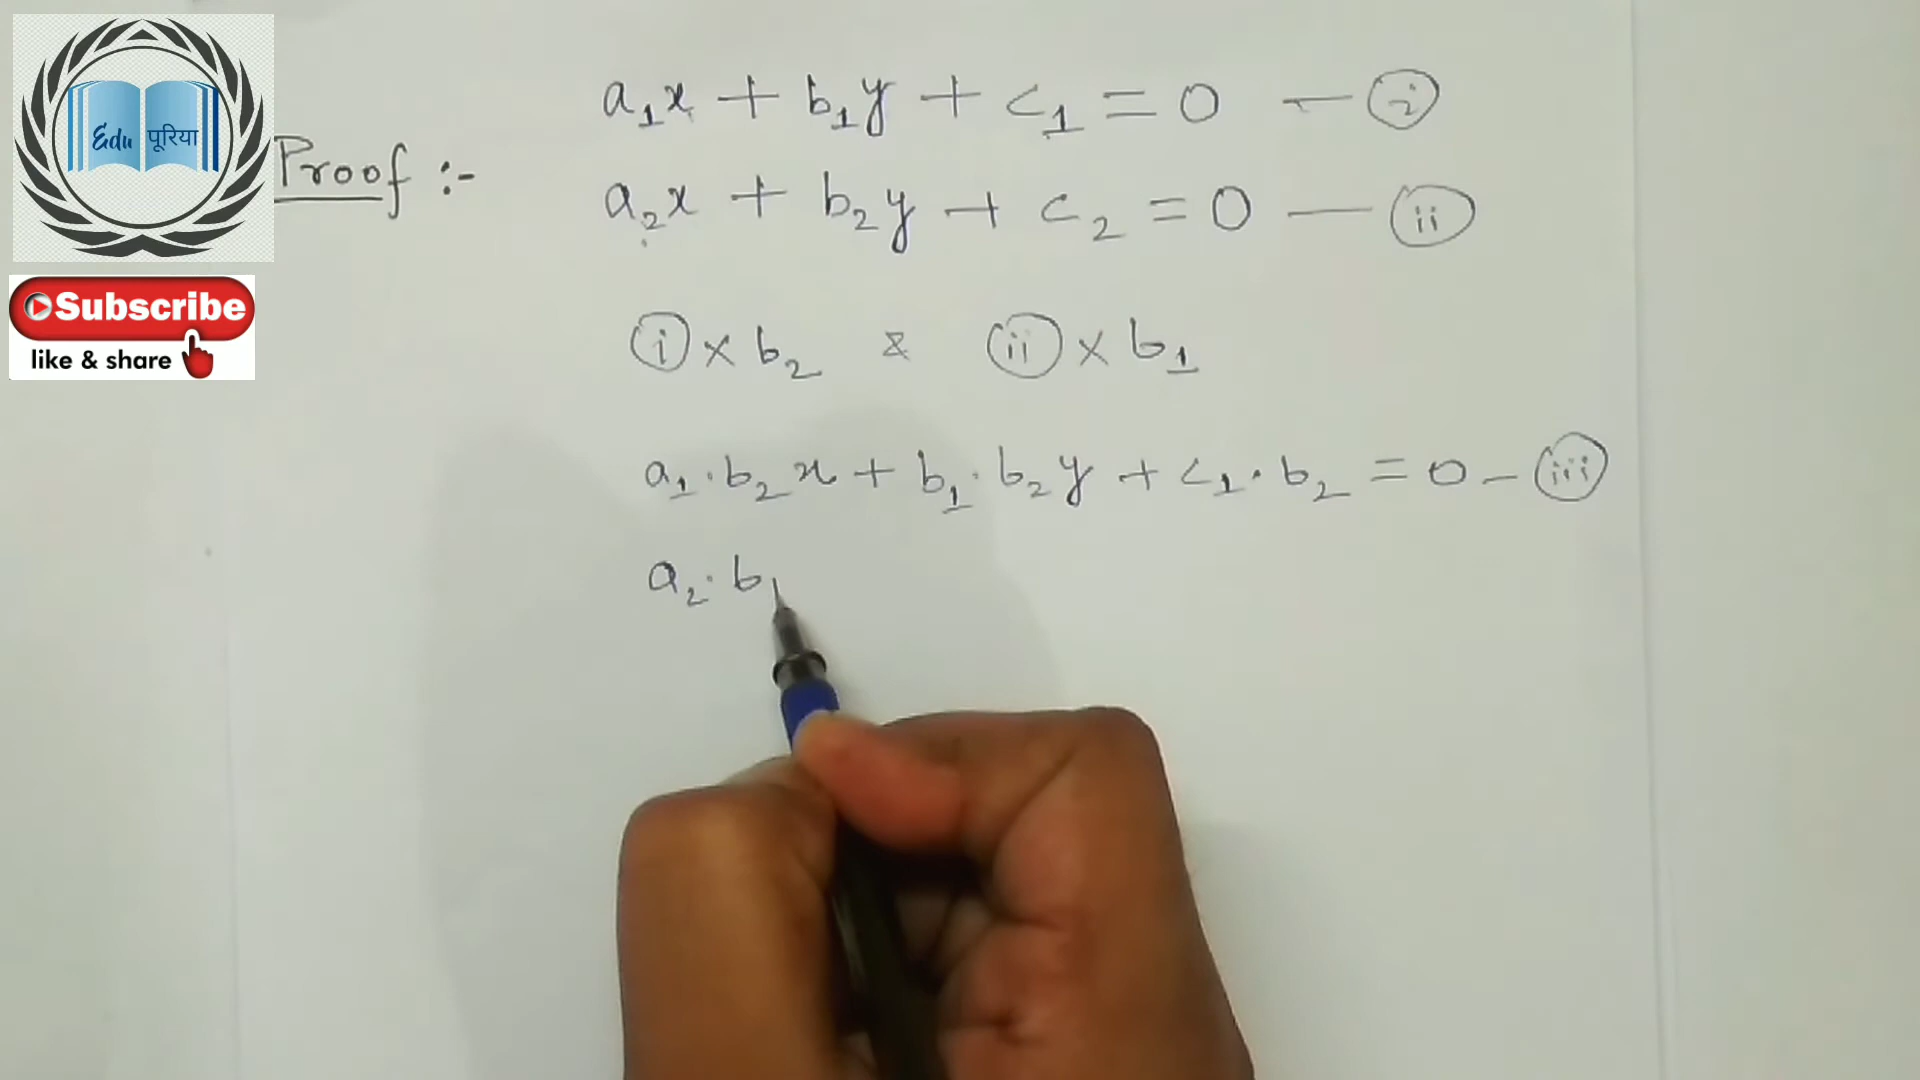 Edu पूरिया
Subscribe
like & share
Proof :-
a₁x + b₁y + c₁ = 0 — (i)
a₂x + b₂y + c₂ = 0 — (ii)
(i) × b₂ & (ii) × b₁
a₁·b₂x + b₁·b₂y + c₁·b₂ = 0 — (iii)
a₂·b₁